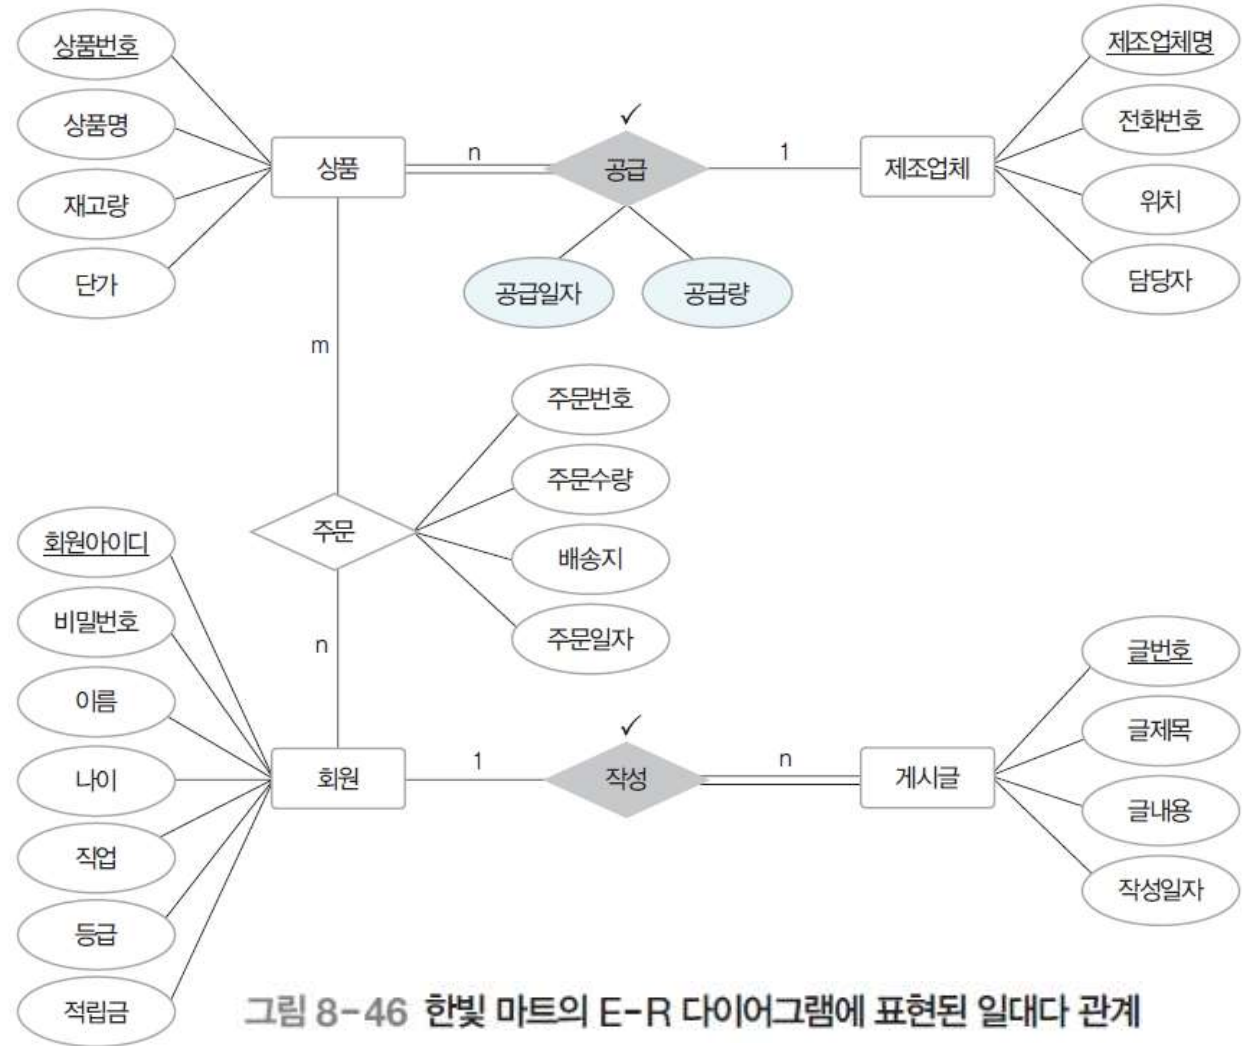 상품번호
상품명
재고량
단가
상품
n
✓
공급
1
제조업체
제조업체명
전화번호
위치
담당자
공급일자
공급량
m
주문
주문번호
주문수량
배송지
주문일자
n
회원아이디
비밀번호
이름
나이
직업
등급
적립금
회원
1
✓
작성
n
게시글
글번호
글제목
글내용
작성일자
그림 8-46 한빛 마트의 E-R 다이어그램에 표현된 일대다 관계